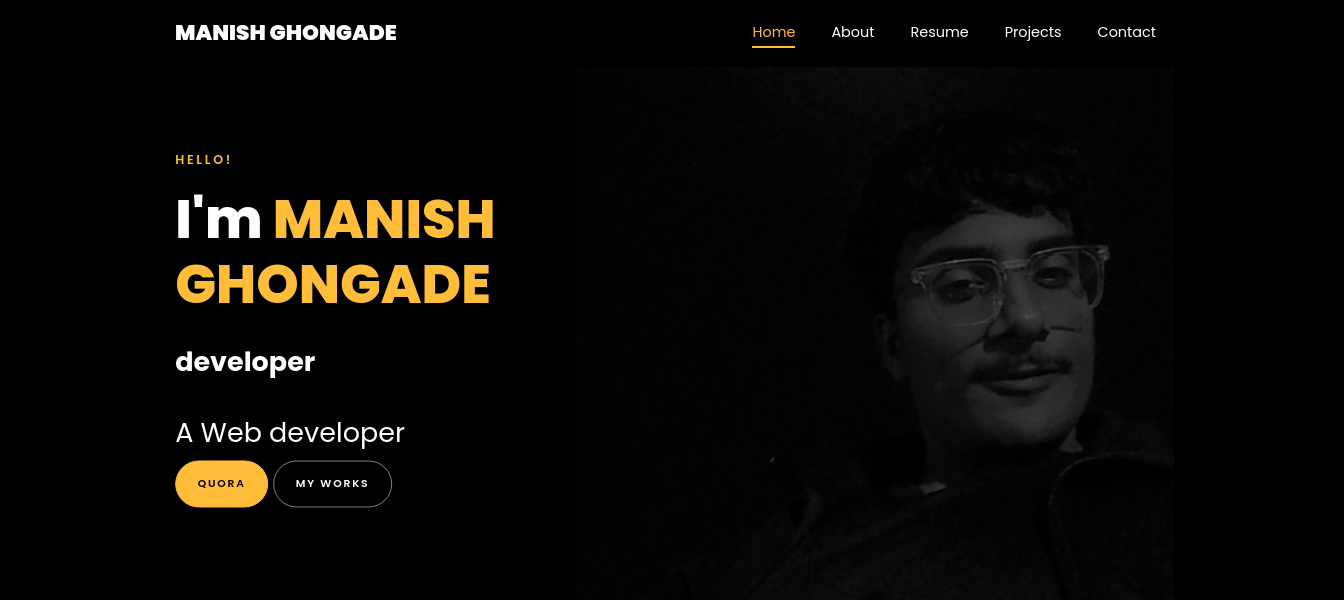 MANISH GHONGADE
Home About Resume Projects Contact
HELLO!
I'm MANISH
GHONGADE
developer
A Web developer
QUORA MY WORKS